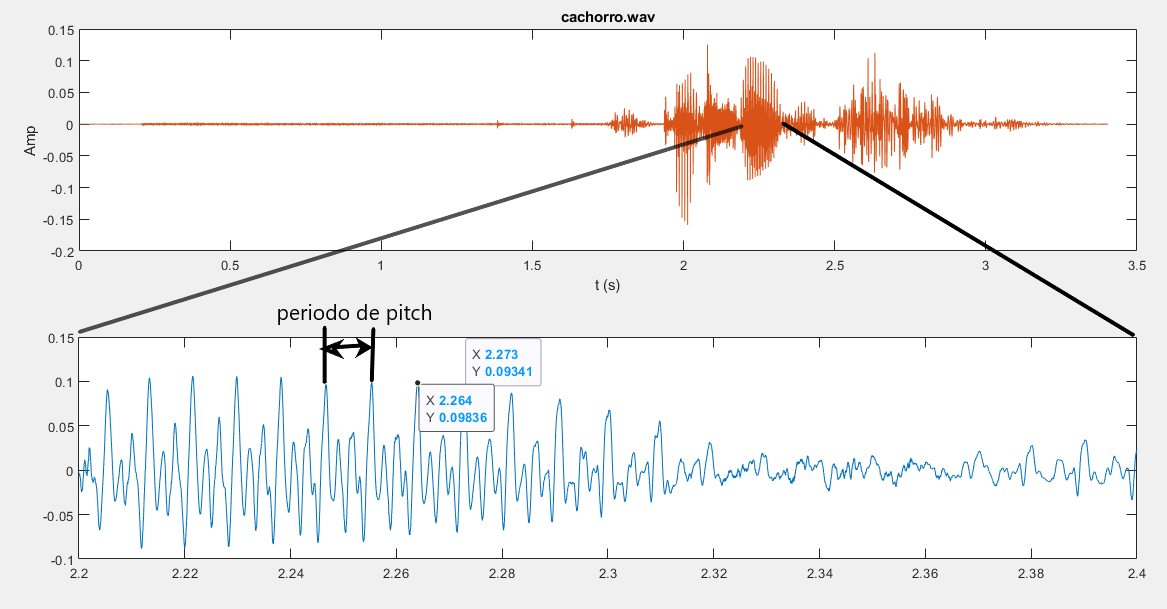 cachorro.wav
0.15
0.1
0.05
0
-0.05
-0.1
-0.15
-0.2
Amp
0 0.5 1 1.5 2 2.5 3 3.5
t (s)
periodo de pitch
0.15
0.1
0.05
0
-0.05
-0.1
X 2.273
Y 0.09341
X 2.264
Y 0.09836
2.2 2.22 2.24 2.26 2.28 2.3 2.32 2.34 2.36 2.38 2.4